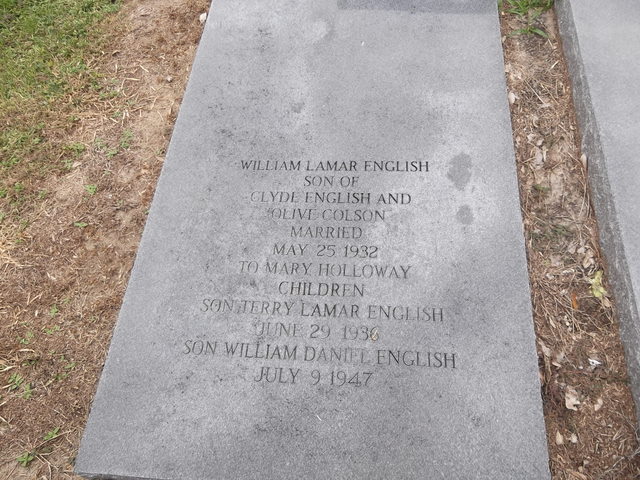 WILLIAM LAMAR ENGLISH
SON OF
CLYDE ENGLISH AND
OLIVE COLSON
MARRIED
MAY 25 1932
TO MARY HOLLOWAY
CHILDREN
SON TERRY LAMAR ENGLISH
JUNE 29 1936
SON WILLIAM DANIEL ENGLISH
JULY 9 1947